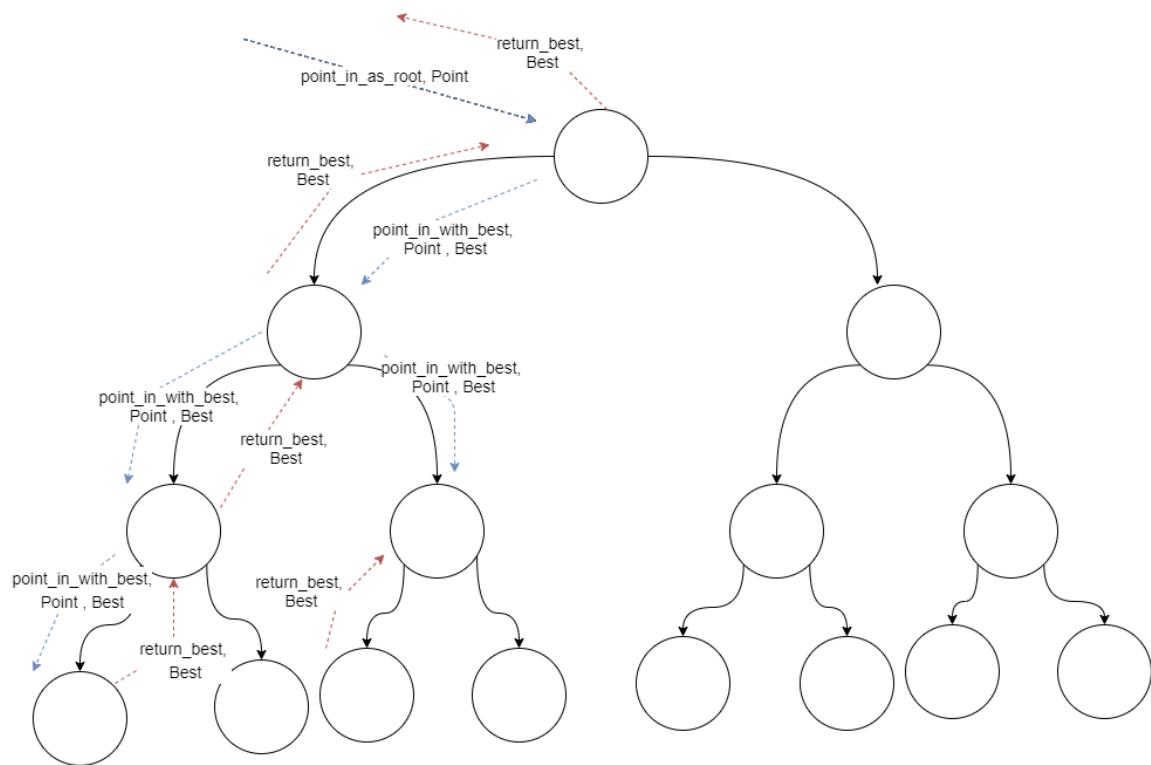 return_best,
Best
point_in_as_root, Point
return_best,
Best
point_in_with_best,
Point , Best
point_in_with_best,
Point , Best
point_in_with_best,
Point , Best
return_best,
Best
point_in_with_best,
Point , Best
return_best,
Best
return_best,
Best